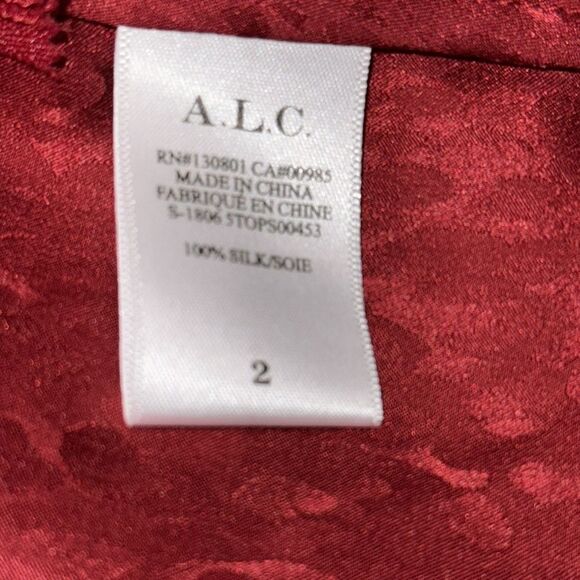 A.L.C.
RN#130801 CA#00985
MADE IN CHINA
FABRIQUÉ EN CHINE
S-1806 5TOPS00453
100% SILK/SOIE
2